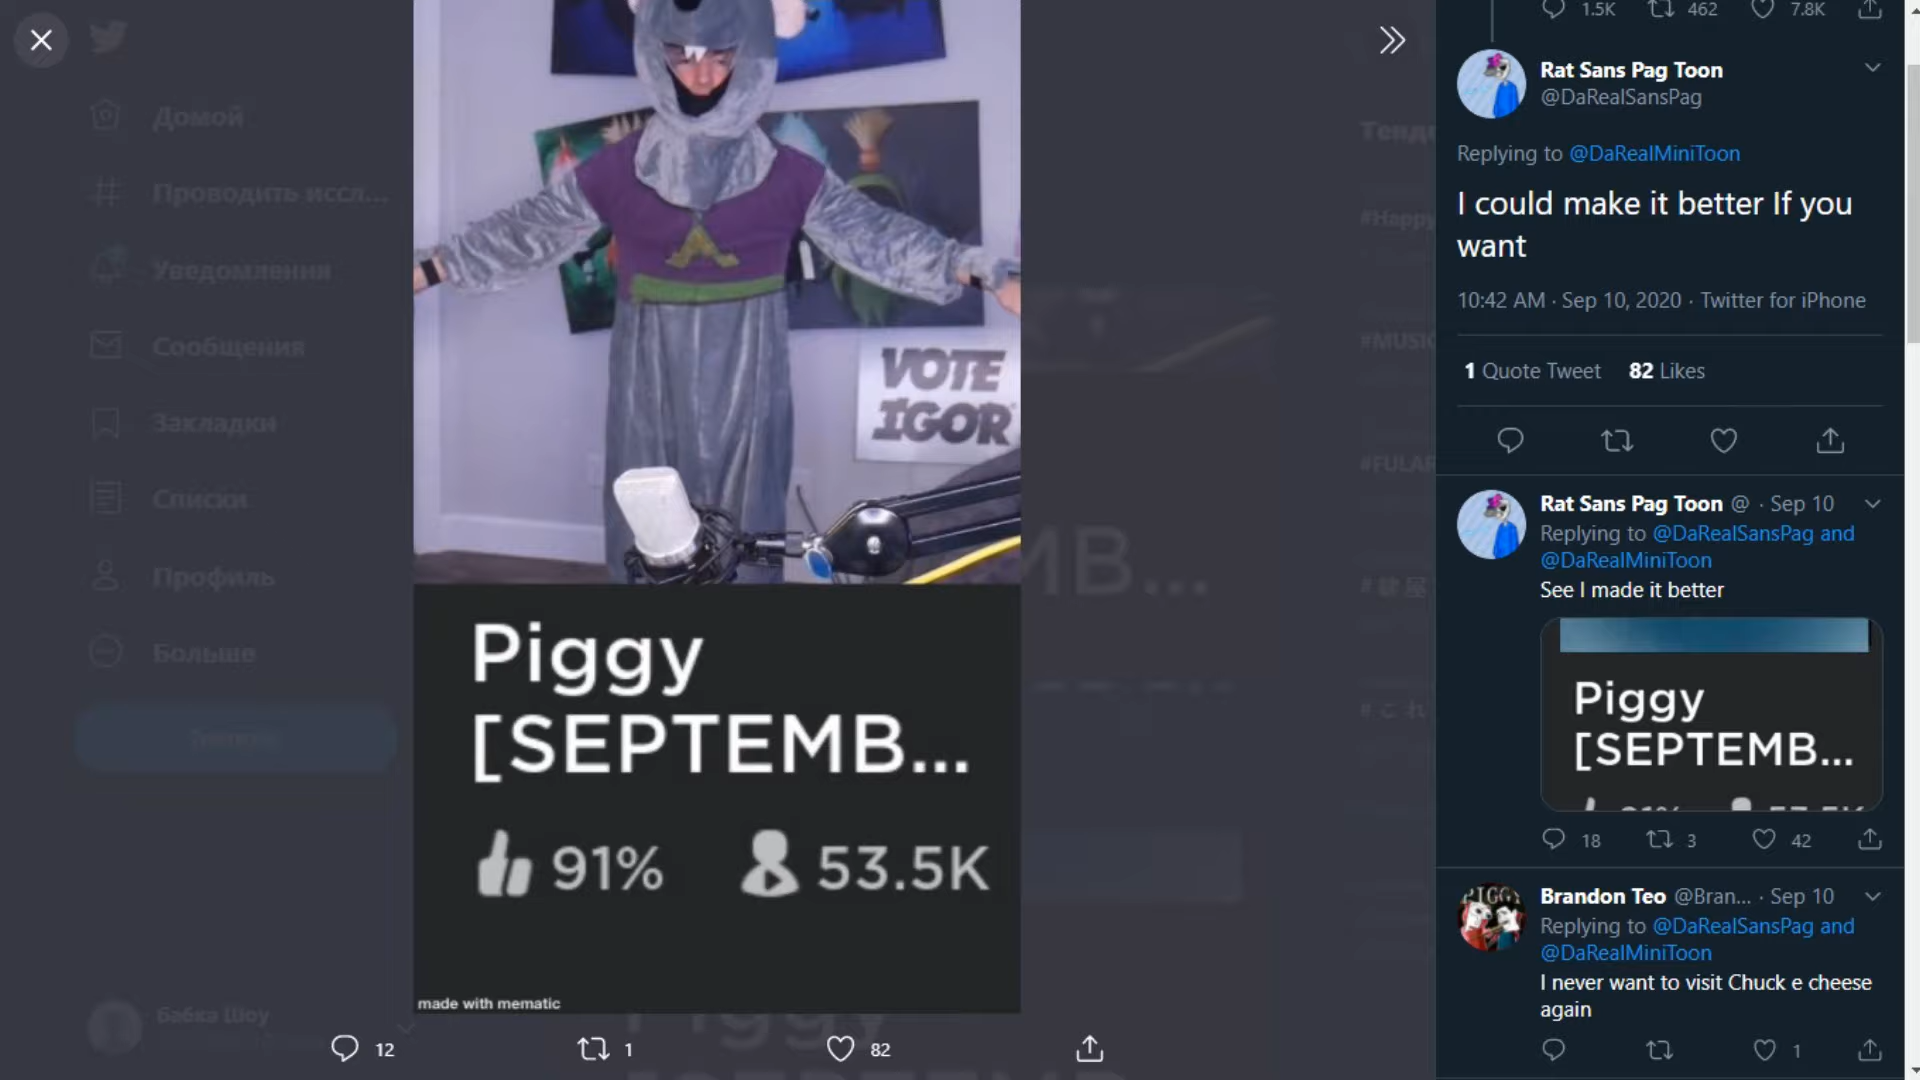 Домой
Проводить иссл...
Уведомления
Сообщения
Закладки
Списки
Профиль
Больше
Бабка Шоу
VOTE
IGOR
Piggy
[SEPTEMB...
91% 53.5K
made with mematic
12 1 82
#Happy
#MUSIC
#FULAR
1.5K 462 7.8K
Rat Sans Pag Toon
@DaRealSansPag
Replying to @DaRealMiniToon
I could make it better If you
want
10:42 AM · Sep 10, 2020 · Twitter for iPhone
1 Quote Tweet 82 Likes
Rat Sans Pag Toon @ · Sep 10
Replying to @DaRealSansPag and
@DaRealMiniToon
See I made it better
Piggy
[SEPTEMB...
18 3 42
Brandon Teo @Bran... · Sep 10
Replying to @DaRealSansPag and
@DaRealMiniToon
I never want to visit Chuck e cheese
again
1